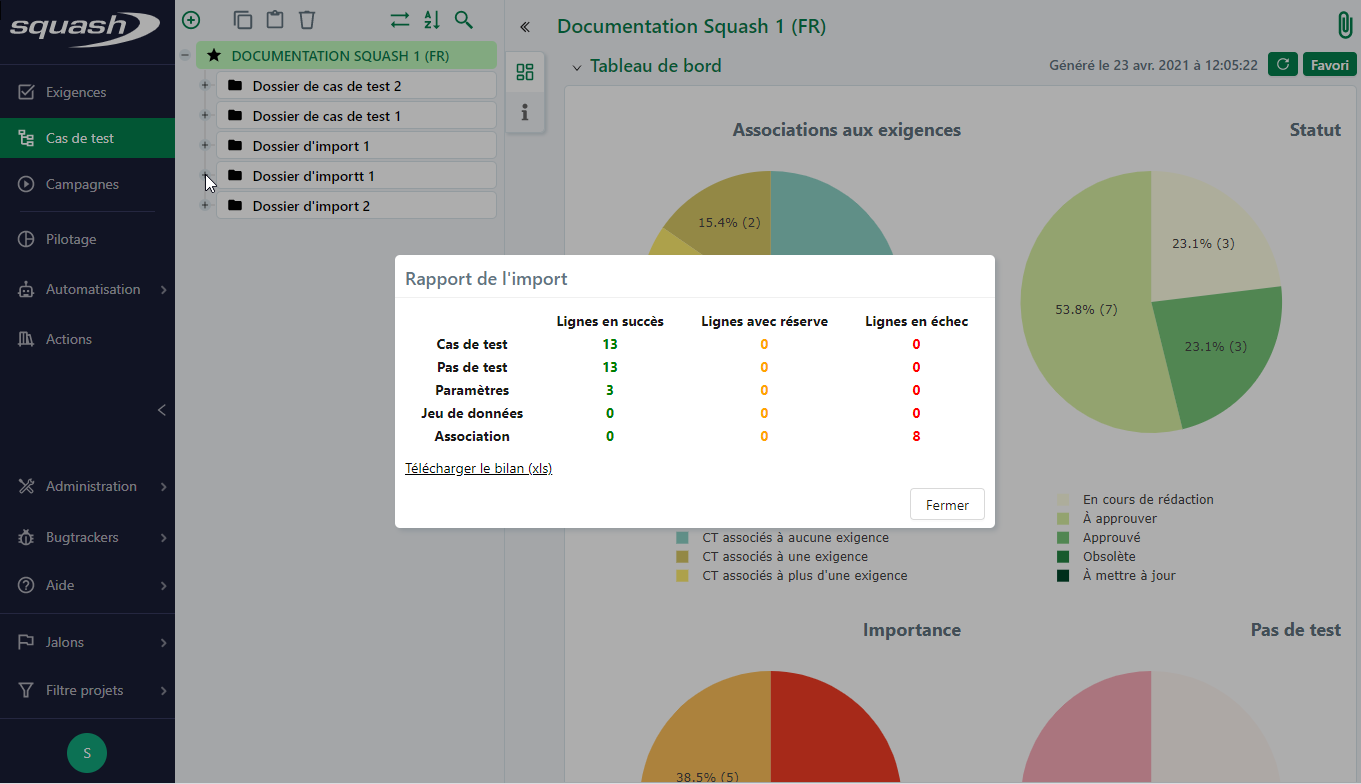 squash
Exigences
Cas de test
Campagnes
Pilotage
Automatisation
Actions
Administration
Bugtrackers
Aide
Jalons
Filtre projets
S
DOCUMENTATION SQUASH 1 (FR)
Dossier de cas de test 2
Dossier de cas de test 1
Dossier d'import 1
Dossier d'importt 1
Dossier d'import 2
Documentation Squash 1 (FR)
Tableau de bord
Généré le 23 avr. 2021 à 12:05:22
Favori
Associations aux exigences
15.4% (2)
CT associés à aucune exigence
CT associés à une exigence
CT associés à plus d'une exigence
Statut
23.1% (3)
53.8% (7)
23.1% (3)
En cours de rédaction
À approuver
Approuvé
Obsolète
À mettre à jour
Importance
38.5% (5)
Pas de test
Rapport de l'import
Lignes en succès Lignes avec réserve Lignes en échec
Cas de test 13 0 0
Pas de test 13 0 0
Paramètres 3 0 0
Jeu de données 0 0 0
Association 0 0 8
Télécharger le bilan (xls)
Fermer